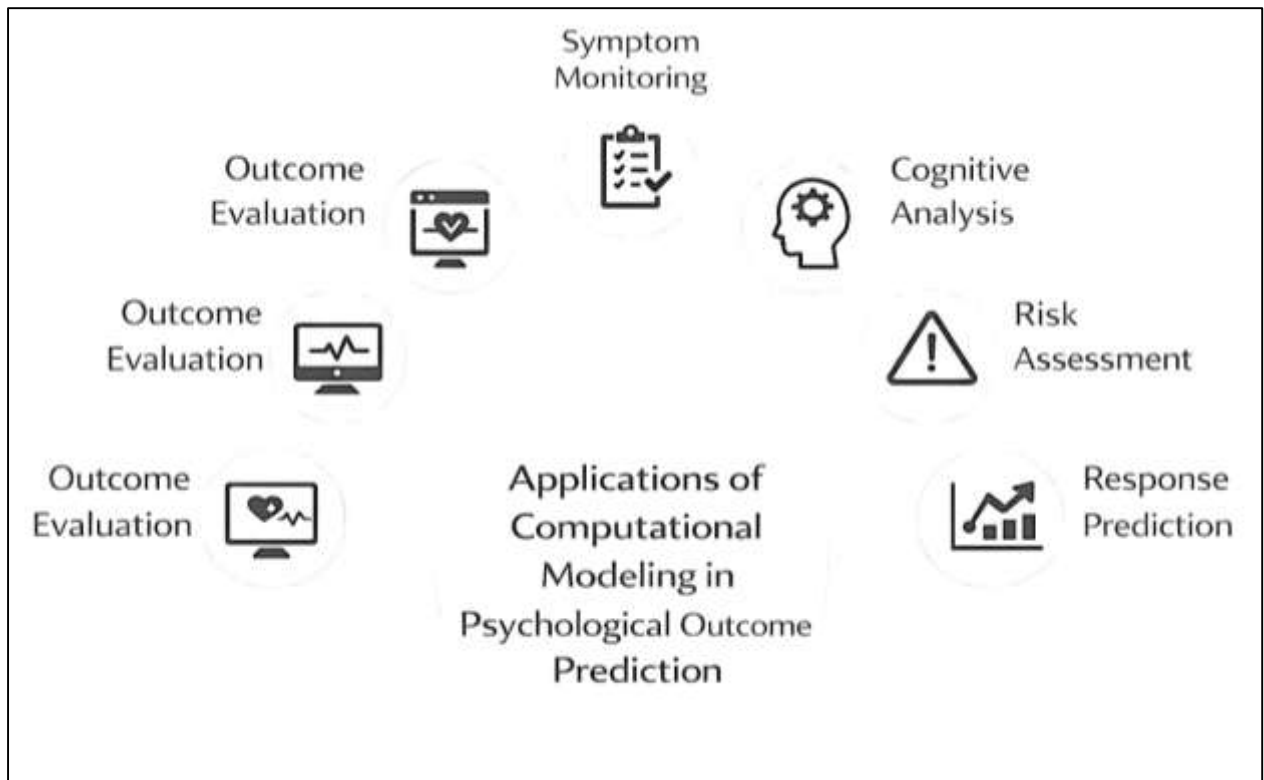 Symptom
Monitoring
Outcome
Evaluation
Cognitive
Analysis
Outcome
Evaluation
Risk
Assessment
Outcome
Evaluation
Applications of
Computational
Modeling in
Psychological Outcome
Prediction
Response
Prediction